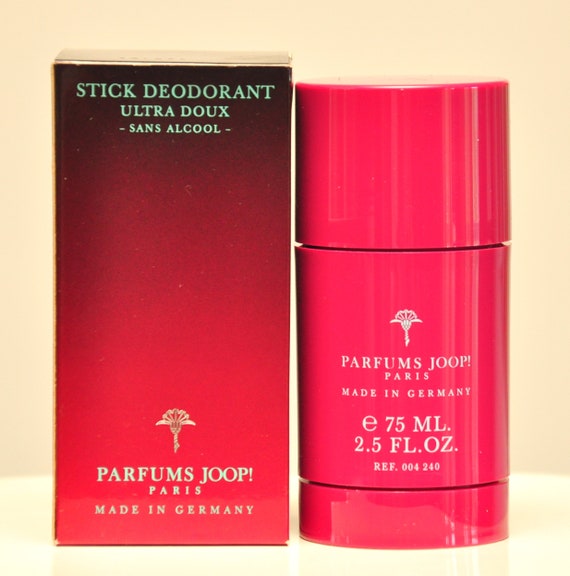 STICK DEODORANT
ULTRA DOUX
- SANS ALCOOL -
PARFUMS JOOP!
PARIS
MADE IN GERMANY
PARFUMS JOOP!
PARIS
MADE IN GERMANY
℮ 75 ML.
2.5 FL.OZ.
REF. 004 240